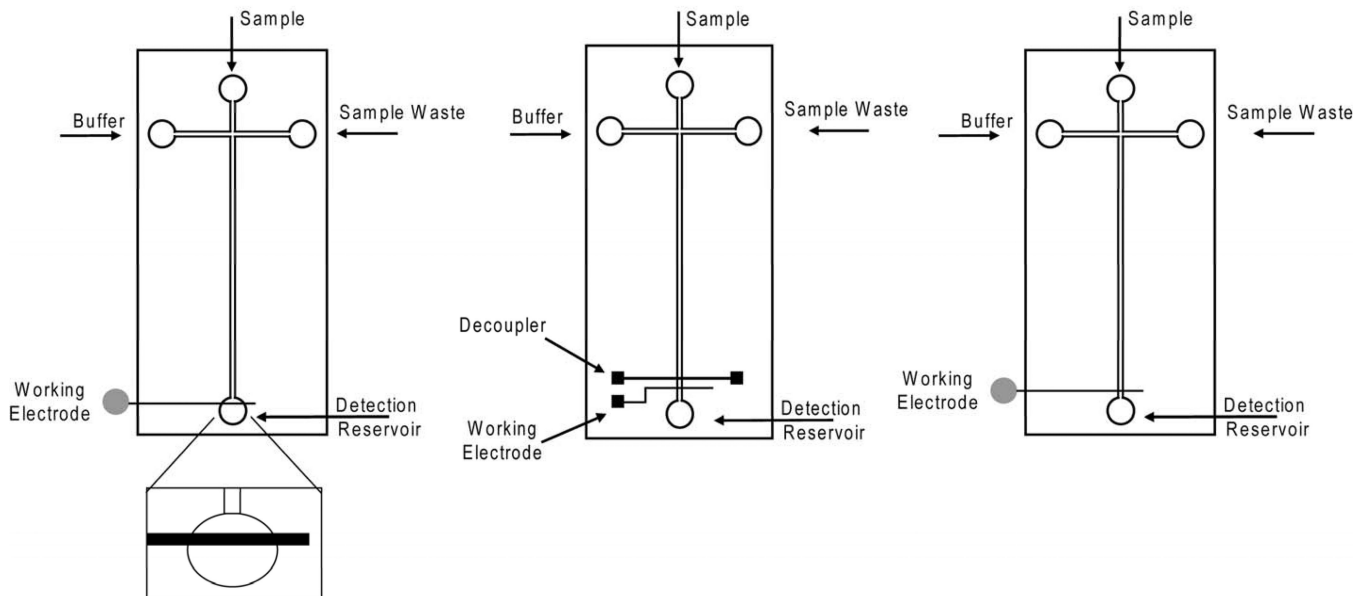 Sample
Buffer
Sample Waste
Working
Electrode
Detection
Reservoir
Sample
Buffer
Sample Waste
Decoupler
Working
Electrode
Detection
Reservoir
Sample
Buffer
Sample Waste
Working
Electrode
Detection
Reservoir